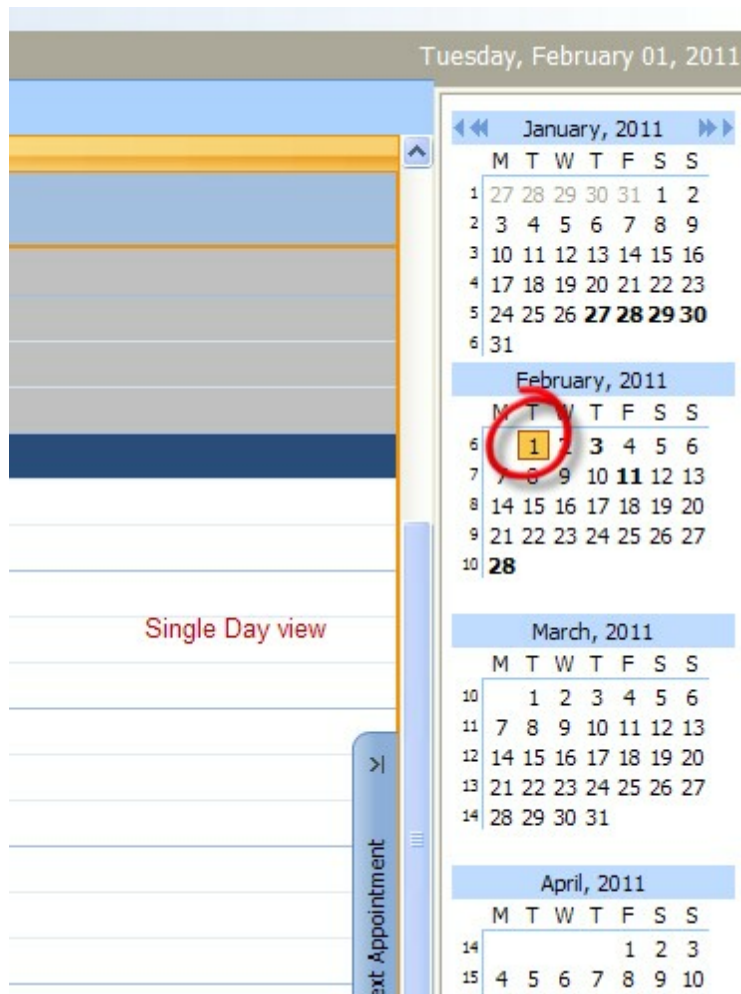 Tuesday, February 01, 2011
January, 2011
M T W T F S S
1 27 28 29 30 31 1 2
2 3 4 5 6 7 8 9
3 10 11 12 13 14 15 16
4 17 18 19 20 21 22 23
5 24 25 26 27 28 29 30
6 31
February, 2011
M T W T F S S
6 1 2 3 4 5 6
7 7 8 9 10 11 12 13
8 14 15 16 17 18 19 20
9 21 22 23 24 25 26 27
10 28
Single Day view
March, 2011
M T W T F S S
10 1 2 3 4 5 6
11 7 8 9 10 11 12 13
12 14 15 16 17 18 19 20
13 21 22 23 24 25 26 27
14 28 29 30 31
ext Appointment
April, 2011
M T W T F S S
14 1 2 3
15 4 5 6 7 8 9 10